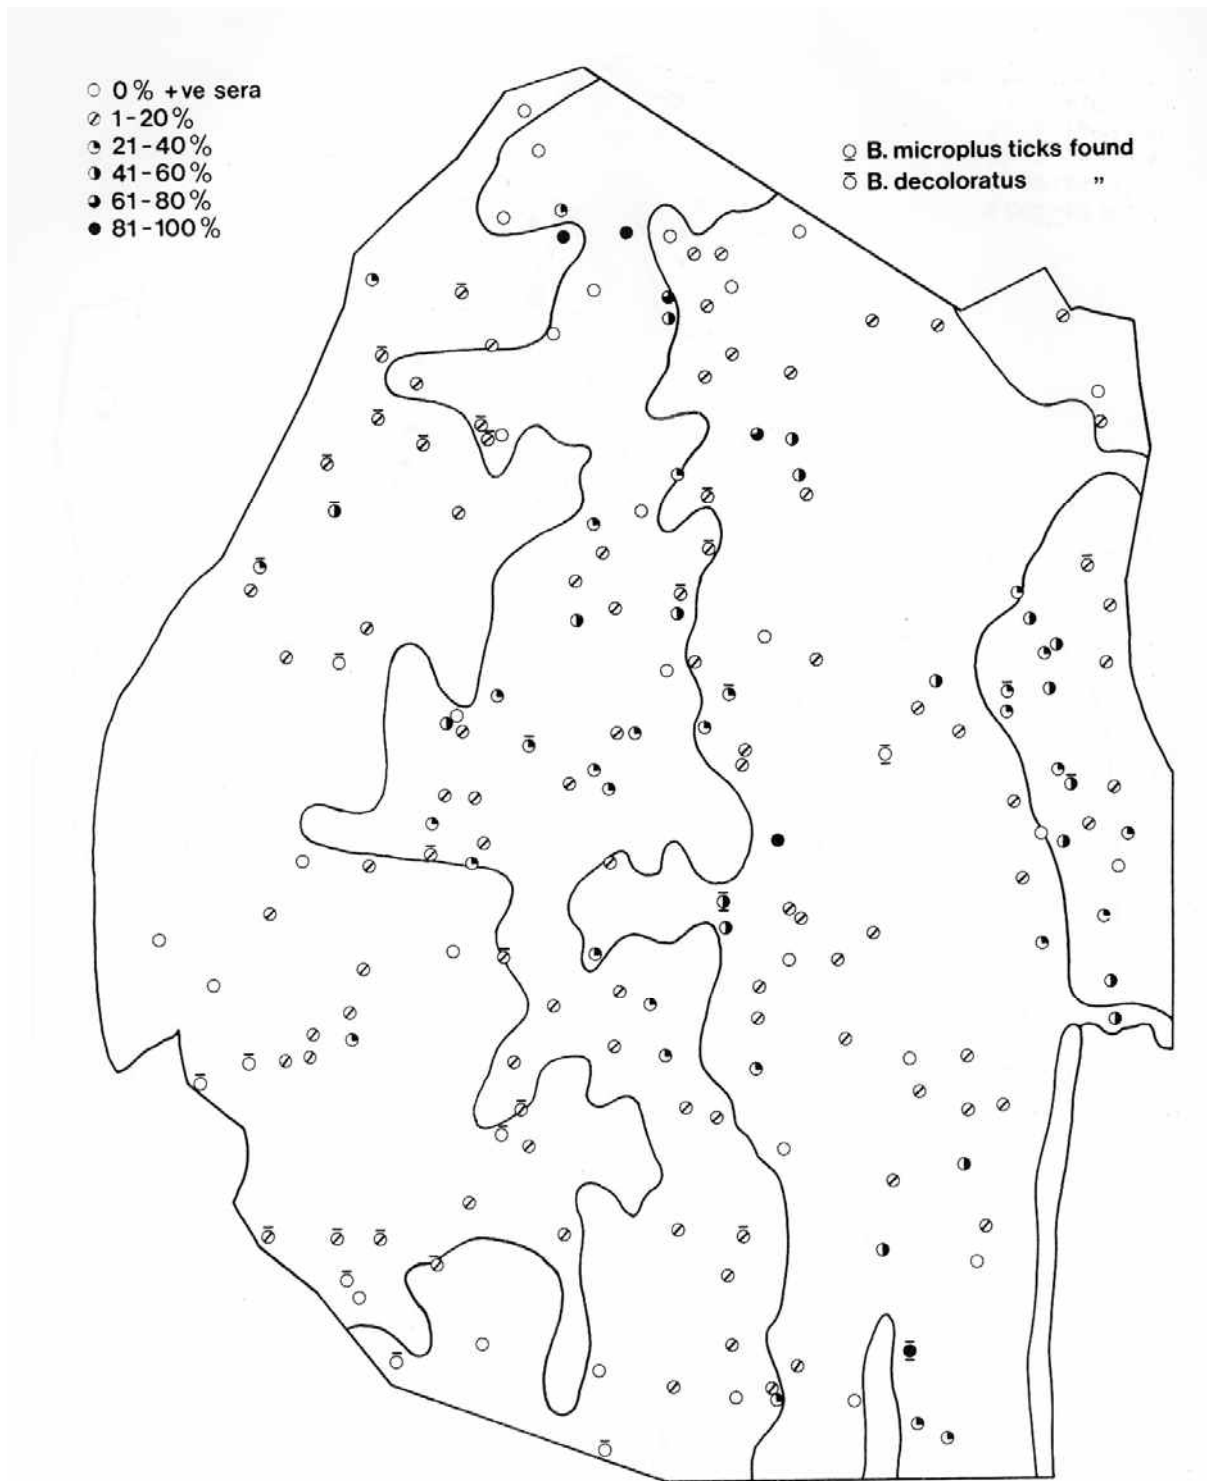 0% +ve sera
1-20%
21-40%
41-60%
61-80%
81-100%
B. microplus ticks found
B. decoloratus "